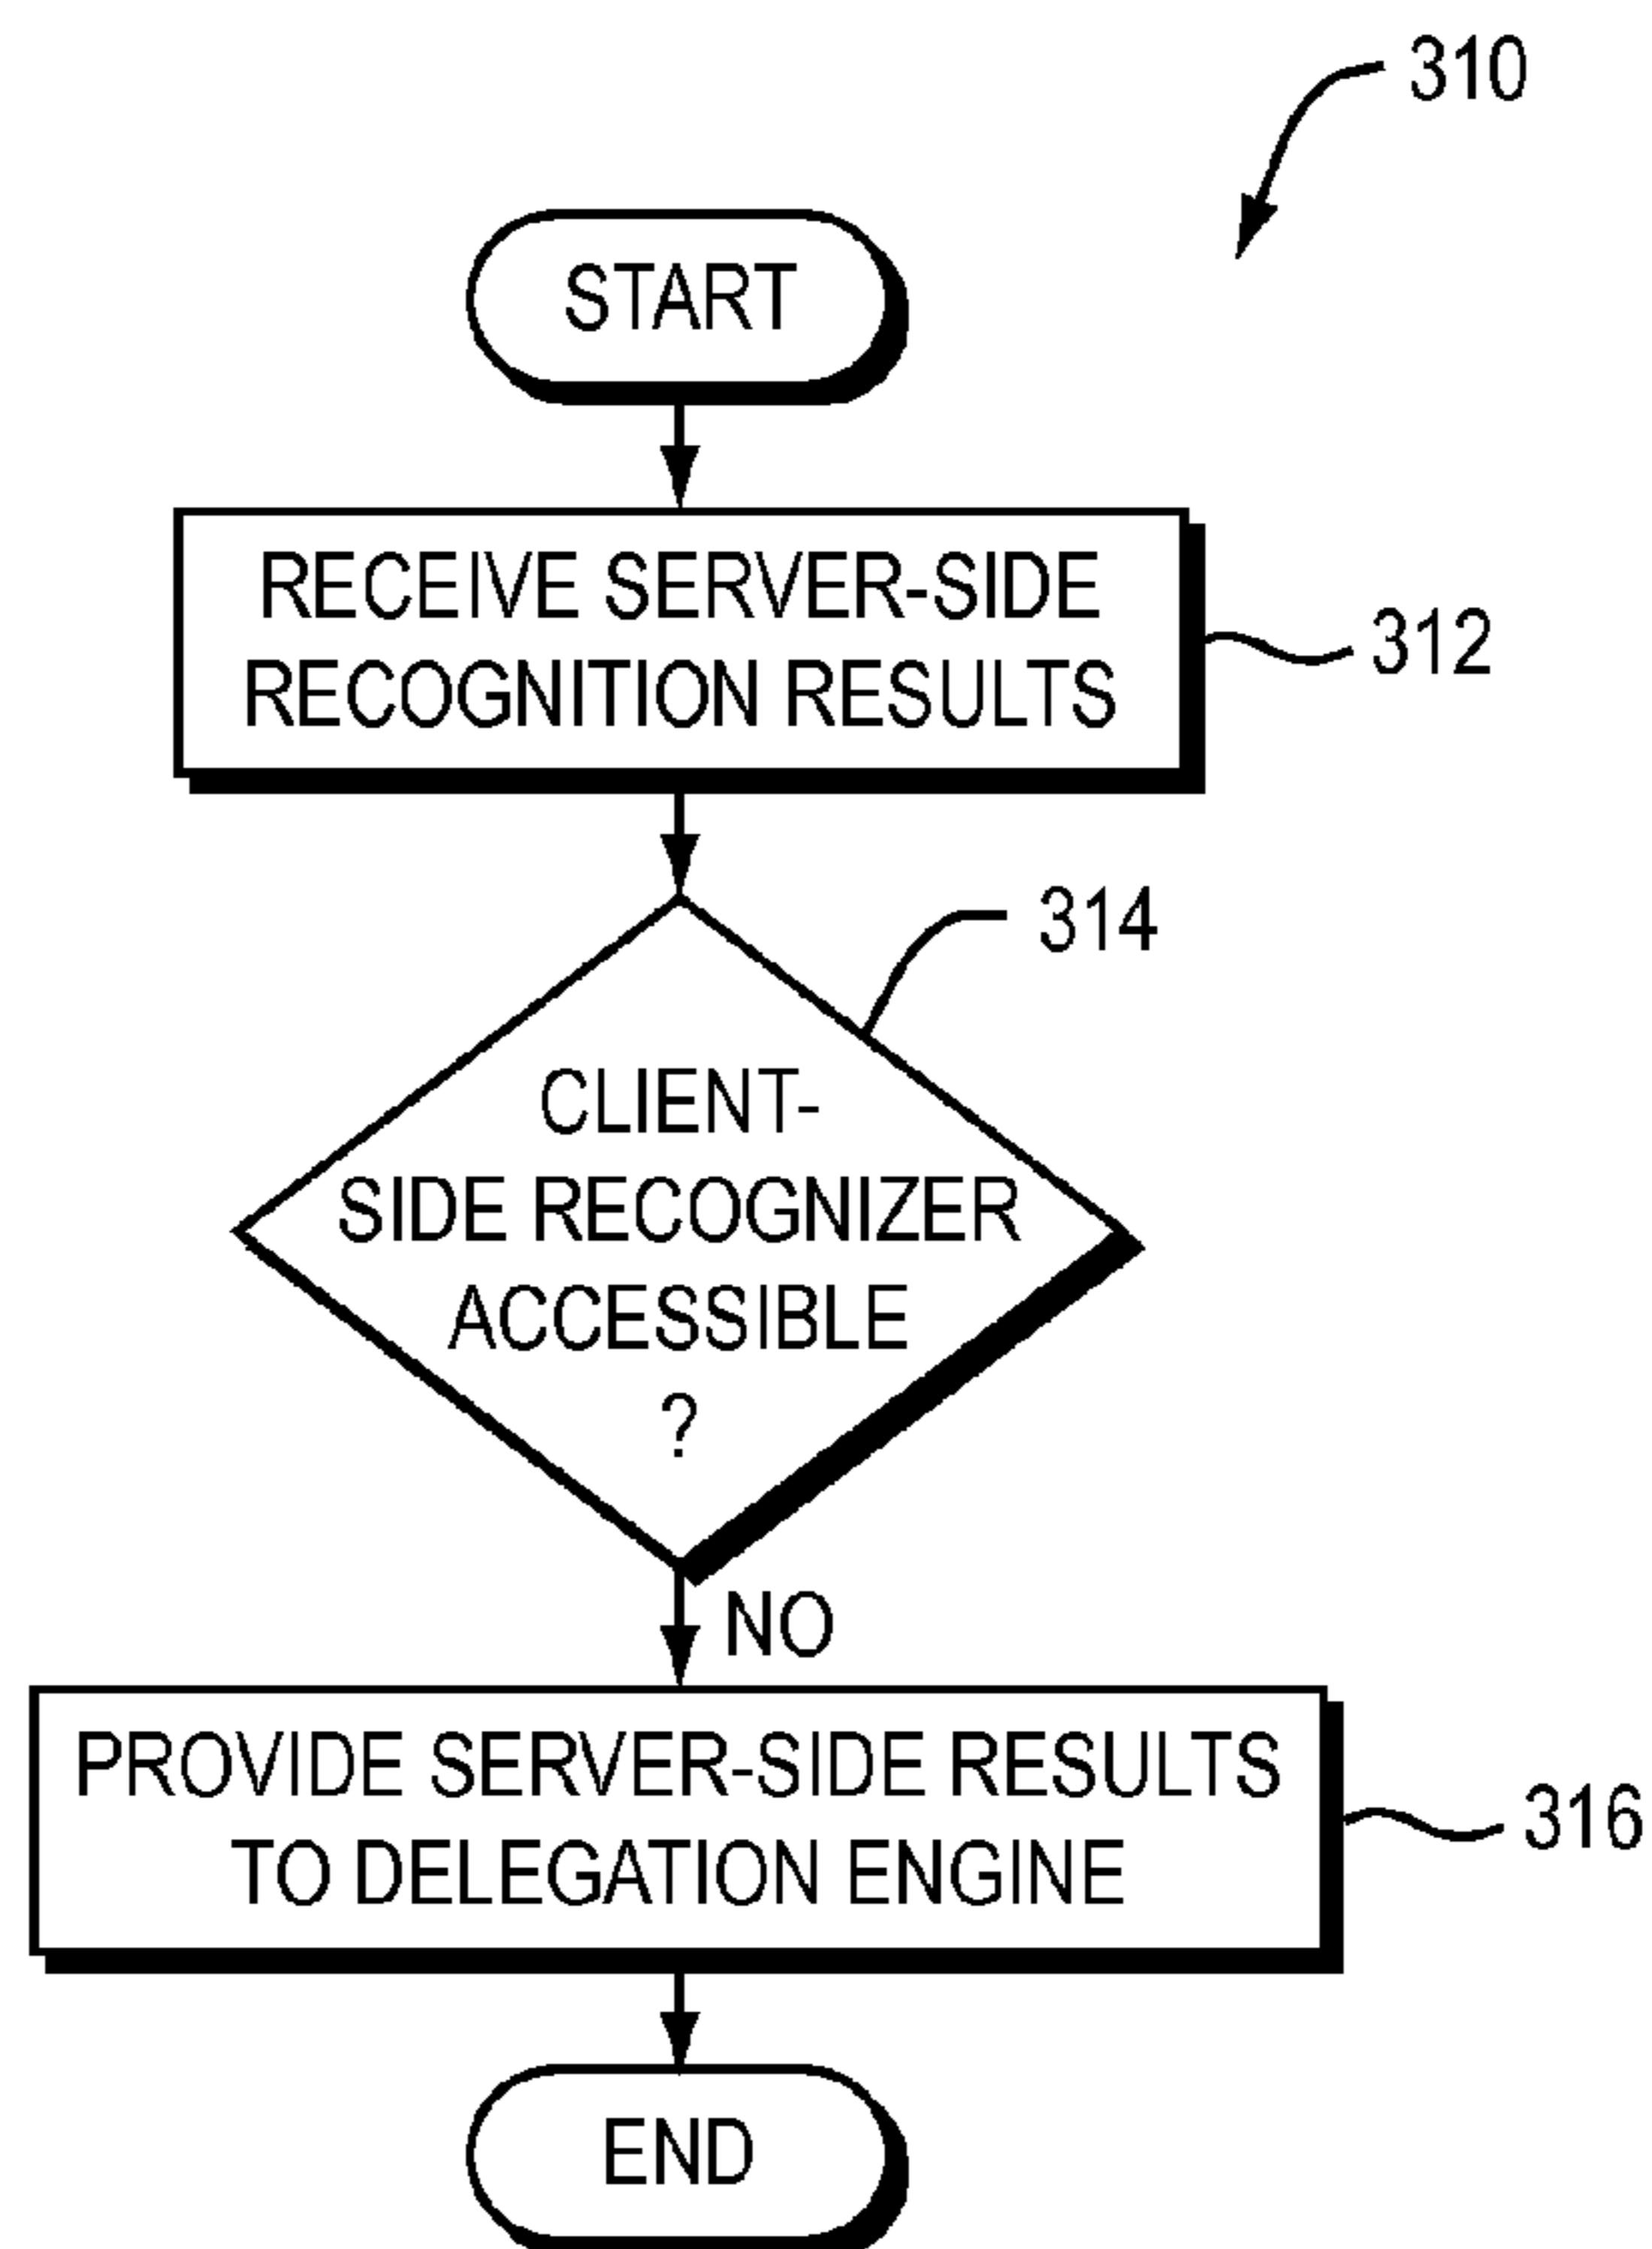 310
START
RECEIVE SERVER-SIDE
RECOGNITION RESULTS
312
314
CLIENT-
SIDE RECOGNIZER
ACCESSIBLE
?
NO
PROVIDE SERVER-SIDE RESULTS
TO DELEGATION ENGINE
316
END